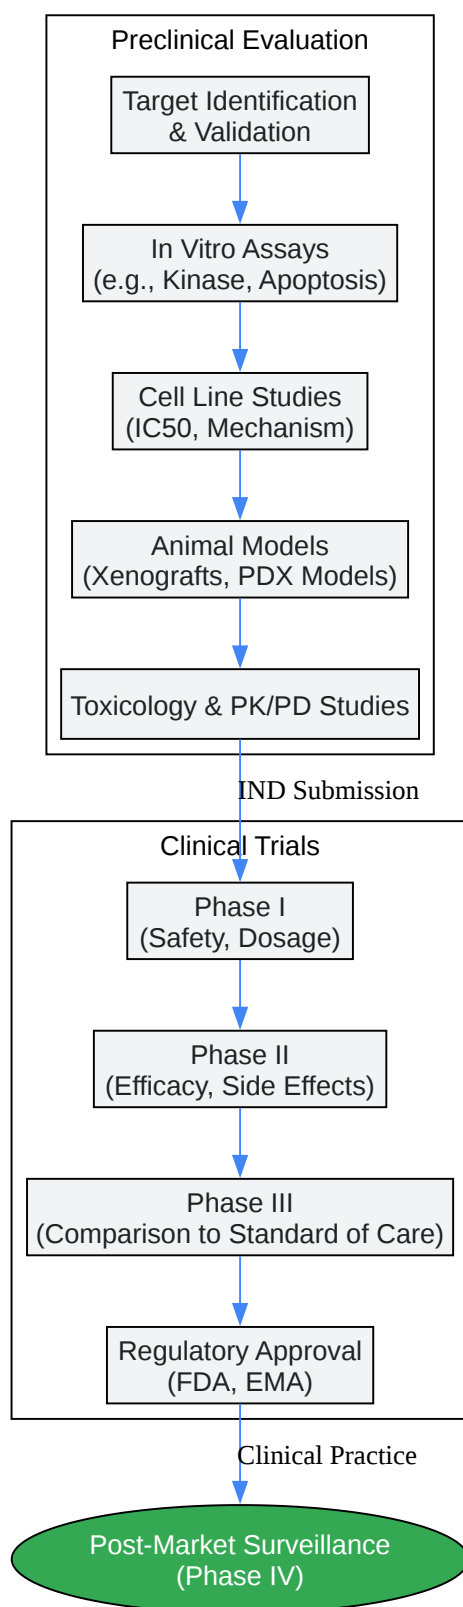 Preclinical Evaluation
Target Identification
& Validation
In Vitro Assays
(e.g., Kinase, Apoptosis)
Cell Line Studies
(IC50, Mechanism)
Animal Models
(Xenografts, PDX Models)
Toxicology & PK/PD Studies
IND Submission
Clinical Trials
Phase I
(Safety, Dosage)
Phase II
(Efficacy, Side Effects)
Phase III
(Comparison to Standard of Care)
Regulatory Approval
(FDA, EMA)
Clinical Practice
Post-Market Surveillance
(Phase IV)